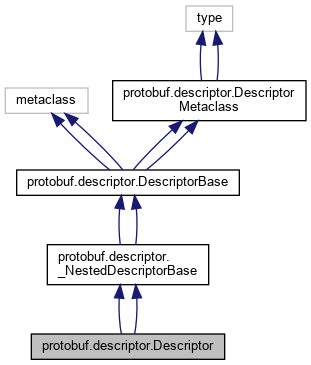 type
protobuf.descriptor.Descriptor
Metaclass
metaclass
protobuf.descriptor.DescriptorBase
protobuf.descriptor.
_NestedDescriptorBase
protobuf.descriptor.Descriptor